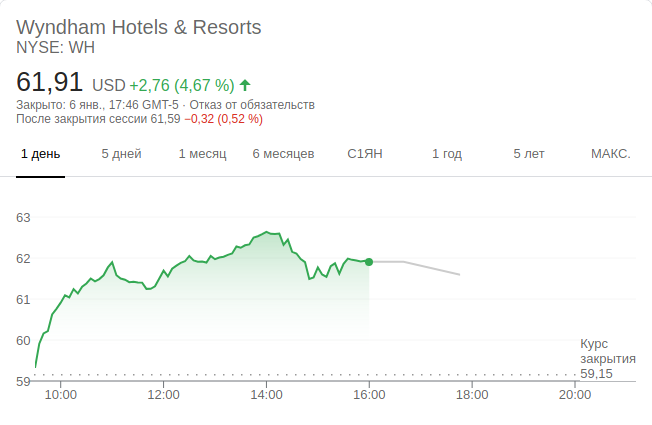 Wyndham Hotels & Resorts
NYSE: WH
61,91 USD +2,76 (4,67 %)
Закрыто: 6 янв., 17:46 GMT-5 · Отказ от обязательств
После закрытия сессии 61,59 −0,32 (0,52 %)
1 день 5 дней 1 месяц 6 месяцев С1ЯН 1 год 5 лет МАКС.
63
62
61
60
59
Курс
закрытия
59,15
10:00 12:00 14:00 16:00 18:00 20:00